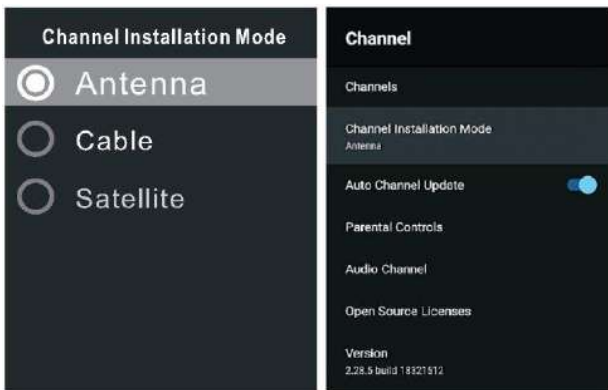 Channel Installation Mode
Antenna
Cable
Satellite
Channel
Channels
Channel Installation Mode
Antenna
Auto Channel Update
Parental Controls
Audio Channel
Open Source Licenses
Version
2.28.5 build 18321512